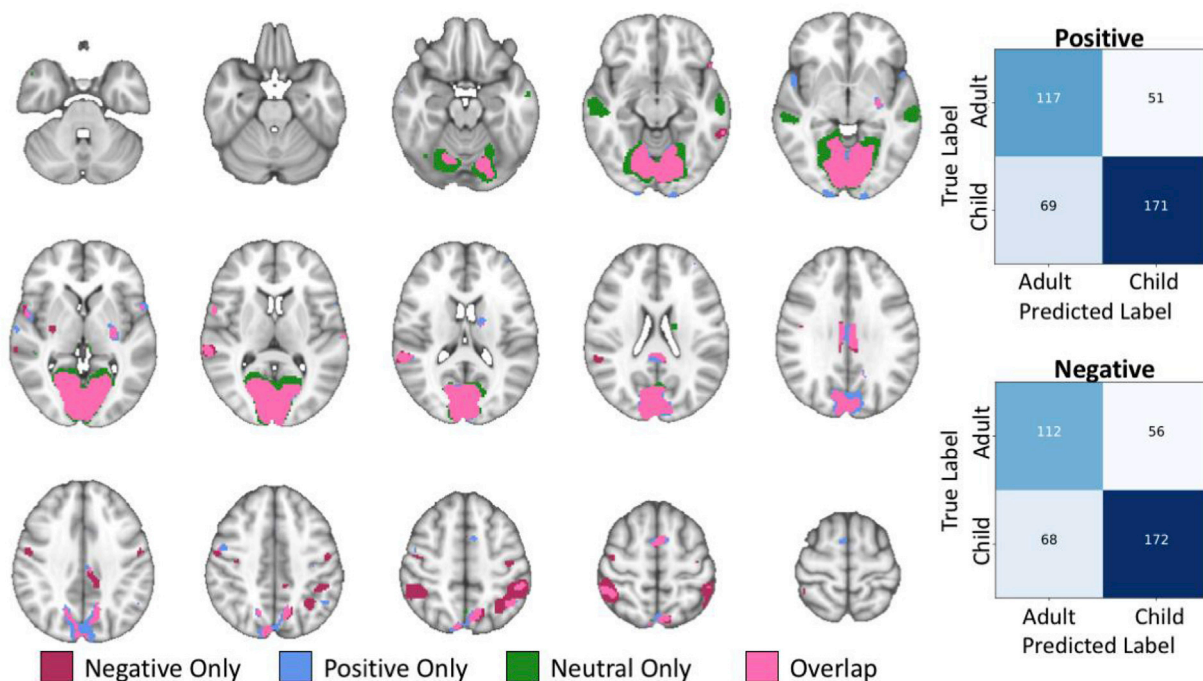 Positive
True Label
Adult
Child
117
51
69
171
Adult
Child
Predicted Label
Negative
True Label
Adult
Child
112
56
68
172
Adult
Child
Predicted Label
Negative Only
Positive Only
Neutral Only
Overlap